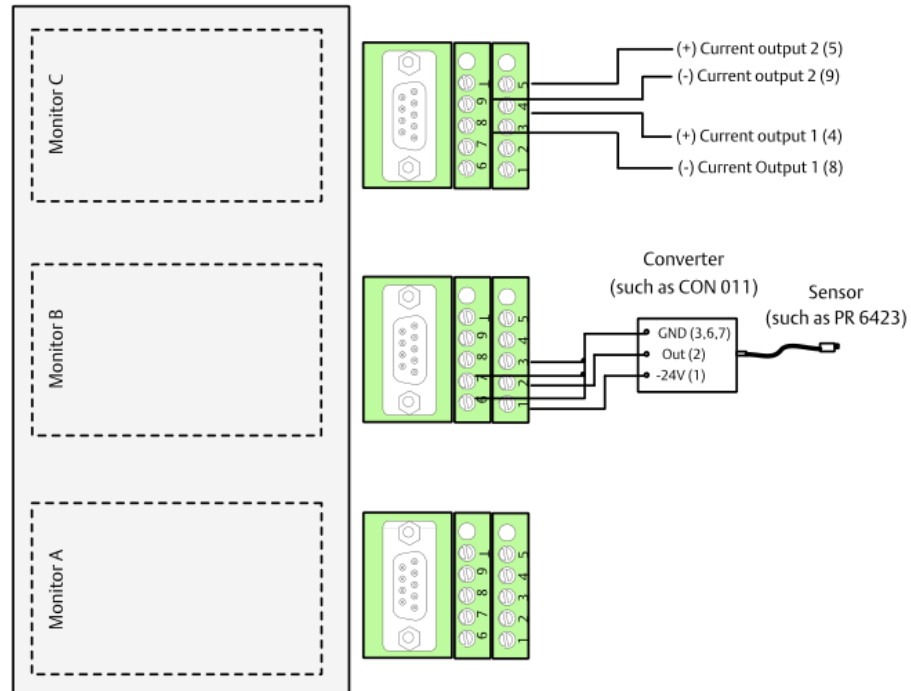 Monitor C
9 8 7 6
5 4 3 2 1
(+) Current output 2 (5)
(-) Current output 2 (9)
(+) Current output 1 (4)
(-) Current Output 1 (8)
Monitor B
9 8 7 6
5 4 3 2 1
Converter
(such as CON 011)
GND (3,6,7)
Out (2)
-24V (1)
Sensor
(such as PR 6423)
Monitor A
9 8 7 6
5 4 3 2 1